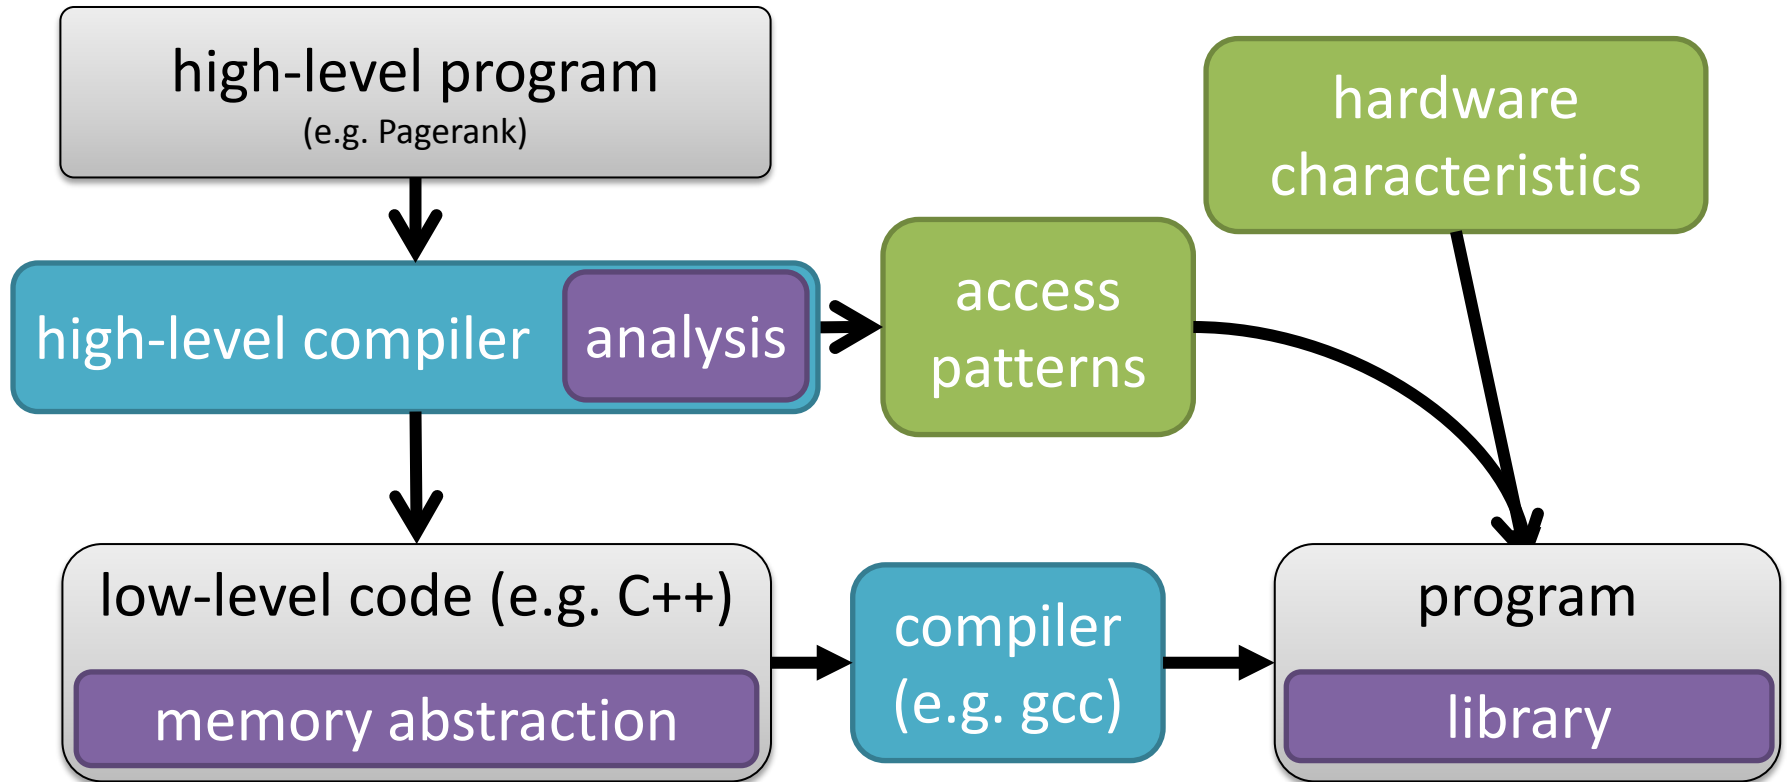 high-level program
(e.g. Pagerank)
hardware
characteristics
high-level compiler
analysis
access
patterns
low-level code (e.g. C++)
memory abstraction
compiler
(e.g. gcc)
program
library